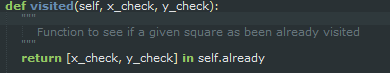 def visited(self, x_check, y_check):
"""
Function to see if a given square as been already visited
"""
return [x_check, y_check] in self.already